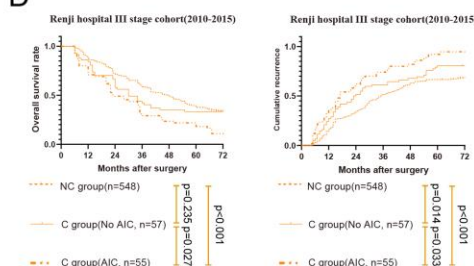 D
Renji hospital III stage cohort(2010-2015)
Overall survival rate
1.0
0.5
0.0
0 12 24 36 48 60 72
Months after surgery
NC group(n=548)
C group(No AIC, n=57)
C group(AIC, n=55)
p=0.235
p=0.027
p<0.001
Renji hospital III stage cohort(2010-2015
Cumulative recurrence
1.0
0.5
0.0
0 12 24 36 48 60 72
Months after surgery
NC group(n=548)
C group(No AIC, n=57)
C group(AIC, n=55)
p=0.014
p=0.033
p<0.001